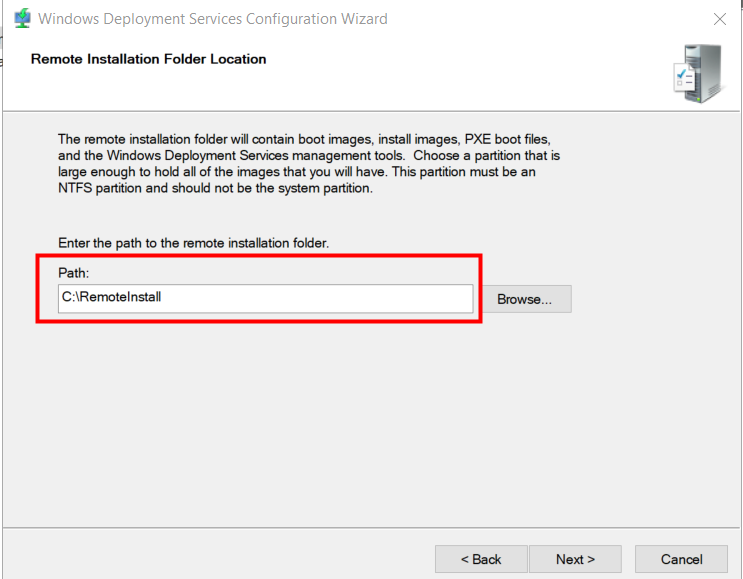 Windows Deployment Services Configuration Wizard
Remote Installation Folder Location
The remote installation folder will contain boot images, install images, PXE boot files,
and the Windows Deployment Services management tools.  Choose a partition that is
large enough to hold all of the images that you will have. This partition must be an
NTFS partition and should not be the system partition.
Enter the path to the remote installation folder.
Path:
C:\RemoteInstall
Browse...
< Back
Next >
Cancel